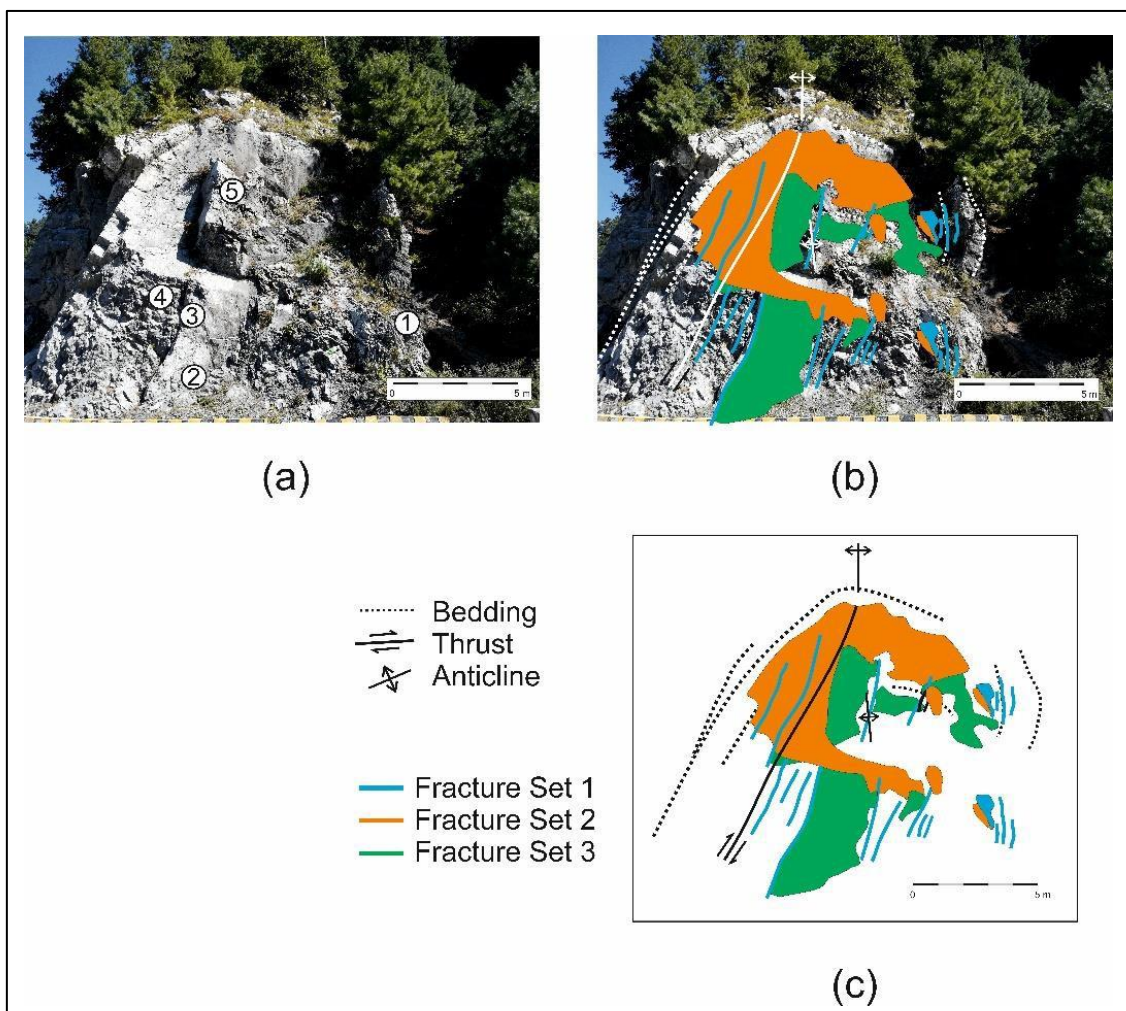 5
4
3
1
2
0 5 m
0 5 m
(a)
(b)
Bedding
Thrust
Anticline
Fracture Set 1
Fracture Set 2
Fracture Set 3
0 5 m
(c)